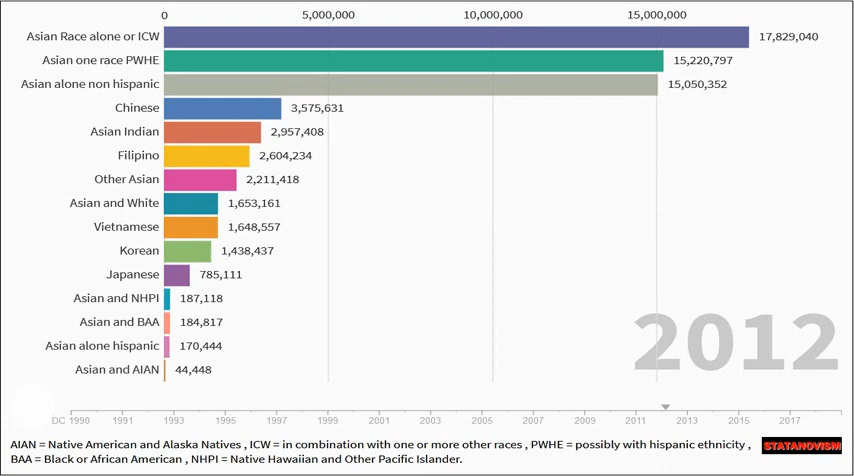 0 5,0000,000 10,0000,000 15,0000,000
Asian Race alone or ICW 17,829,040
Asian one race PWHE 15,220,797
Asian alone non hispanic 15,050,352
Chinese 3,575,631
Asian Indian 2,957,408
Filipino 2,604,234
Other Asian 2,211,418
Asian and White 1,653,161
Vietnamese 1,648,557
Korean 1,438,437
Japanese 785,111
Asian and NHPI 187,118
Asian and BAA 184,817
Asian alone hispanic 170,444
Asian and AIAN 44,448
2012
DC 1990 1991 1993 1995 1997 1999 2001 2003 2005 2007 2009 2011 2013 2015 2017
AIAN = Native American and Alaska Natives , ICW = in combination with one or more other races , PWHE = possibly with hispanic ethnicity ,
BAA = Black or African American , NHPI = Native Hawaiian and Other Pacific Islander.
STATANOVISM